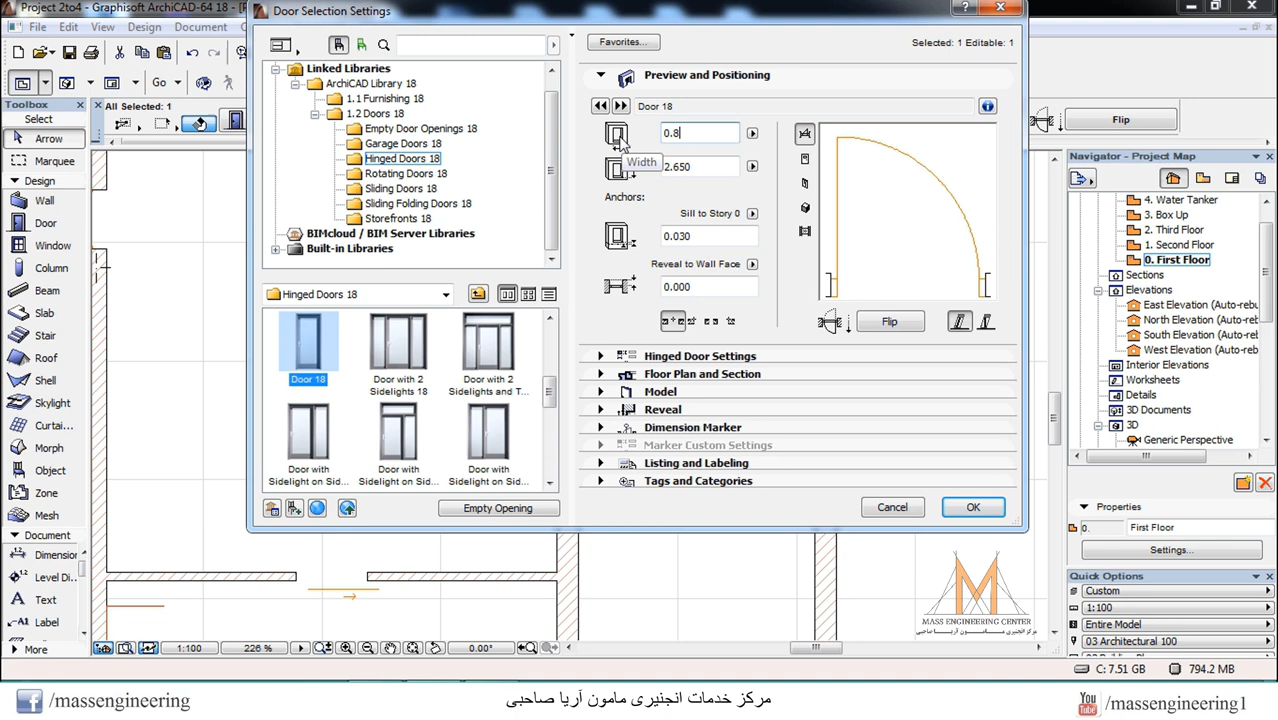 Project 2to4 - Graphisoft ArchiCAD-64 18 - [
File Edit View Design Document
Door Selection Settings
Favorites...
Selected: 1 Editable: 1
Linked Libraries
ArchiCAD Library 18
1.1 Furnishing 18
1.2 Doors 18
Empty Door Openings 18
Garage Doors 18
Hinged Doors 18
Rotating Doors 18
Sliding Doors 18
Sliding Folding Doors 18
Storefronts 18
BIMcloud / BIM Server Libraries
Built-in Libraries
Hinged Doors 18
Door 18
Door with 2 Sidelights 18
Door with 2 Sidelights and T...
Door with Sidelight on Sid...
Door with Sidelight on Sid...
Door with Sidelight on Sid...
Empty Opening
Preview and Positioning
Door 18
0.8
Width
2.650
Anchors:
Sill to Story 0
0.030
Reveal to Wall Face
0.000
Flip
Hinged Door Settings
Floor Plan and Section
Model
Reveal
Dimension Marker
Marker Custom Settings
Listing and Labeling
Tags and Categories
Cancel
OK
Go
Toolbox
Select
Arrow
Marquee
Design
Wall
Door
Window
Column
Beam
Slab
Stair
Roof
Shell
Skylight
Curtai...
Morph
Object
Zone
Mesh
Document
Dimension
Level Di...
Text
Label
More
All Selected: 1
Flip
Navigator - Project Map
4. Water Tanker
3. Box Up
2. Third Floor
1. Second Floor
0. First Floor
Sections
Elevations
East Elevation (Auto-rebu
North Elevation (Auto-reb
South Elevation (Auto-reb
West Elevation (Auto-reb
Interior Elevations
Worksheets
Details
3D Documents
3D
Generic Perspective
Properties
0. First Floor
Settings...
Quick Options
Custom
1:100
Entire Model
03 Architectural 100
1:100
226 %
0.00°
C: 7.51 GB
794.2 MB
M
MASS ENGINEERING CENTER
مرکز انجنیری مـامـون آریـا صاحبی
/massengineering
مرکز خدمات انجنیری مامون آریا صاحبی
You Tube
/massengineering1